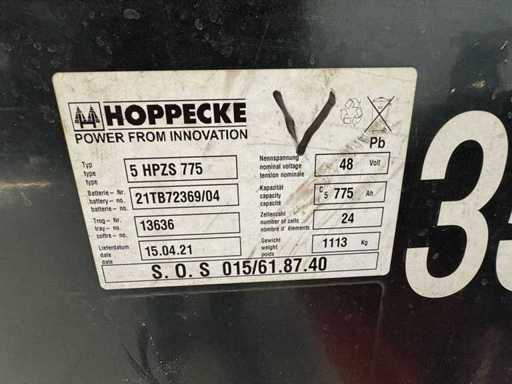 HOPPECKE
POWER FROM INNOVATION
Pb
Typ
type
type
5 HPZS 775
Nennspannung
nominal voltage
tension nominale
48 Volt
Batterie-Nr.
battery-no.
batterie-no.
21TB72369/04
Kapazität
capacity
capacité
C5 775 Ah
Trog-Nr.
tray-no.
coffre-no.
13636
Zellenzahl
number of cells
nombre d' éléments
24
Lieferdatum
date
date
15.04.21
Gewicht
weight
poids
1113 Kg
S.O.S 015/61.87.40